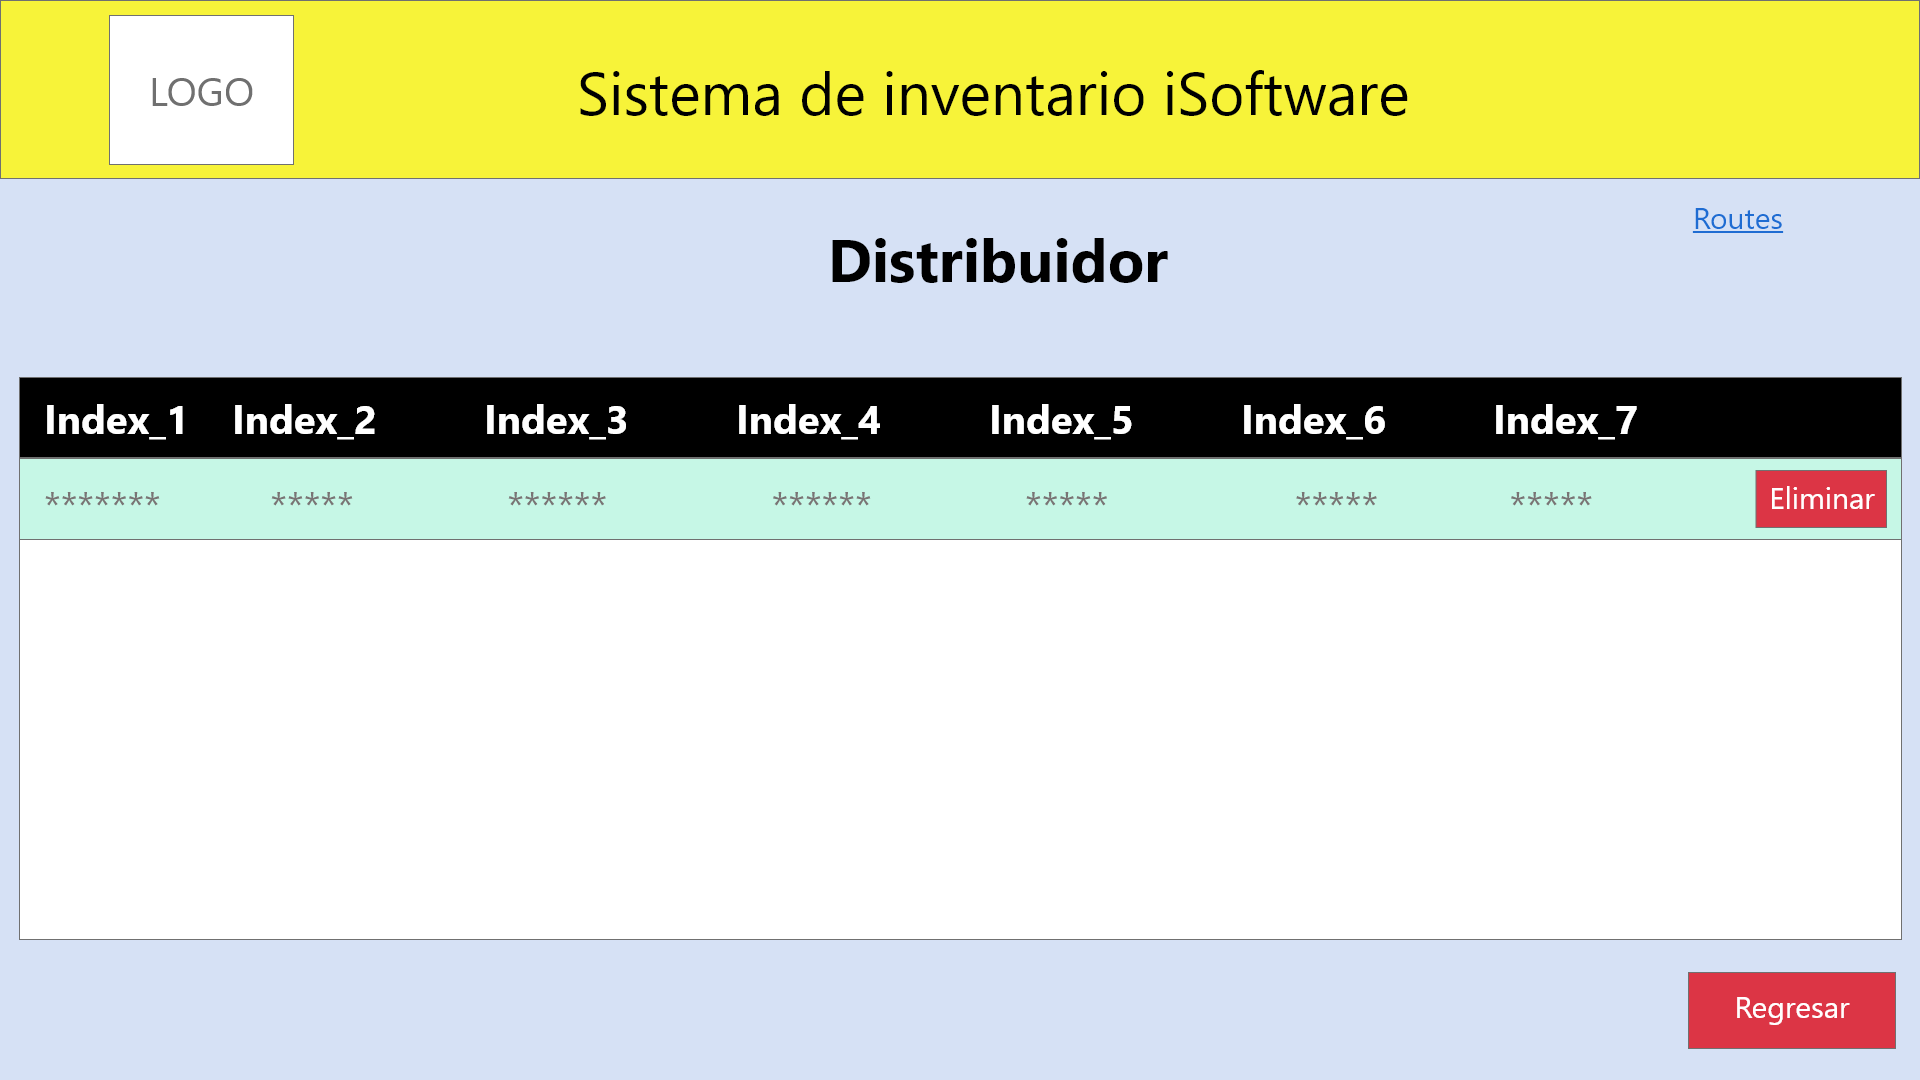 LOGO
Sistema de inventario iSoftware
Routes
Distribuidor
Index_1 Index_2 Index_3 Index_4 Index_5 Index_6 Index_7
******* ***** ****** ****** ***** ***** ***** Eliminar
Regresar